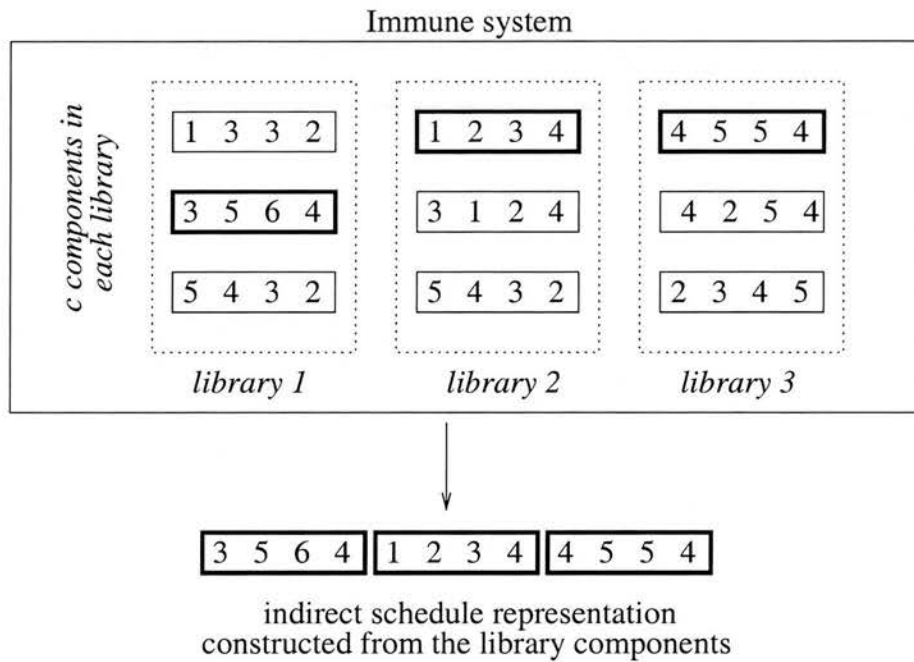 Immune system
c components in
each library
1 3 3 2
1 2 3 4
4 5 5 4
3 5 6 4
3 1 2 4
4 2 5 4
5 4 3 2
5 4 3 2
2 3 4 5
library 1
library 2
library 3
3 5 6 4
1 2 3 4
4 5 5 4
indirect schedule representation
constructed from the library components